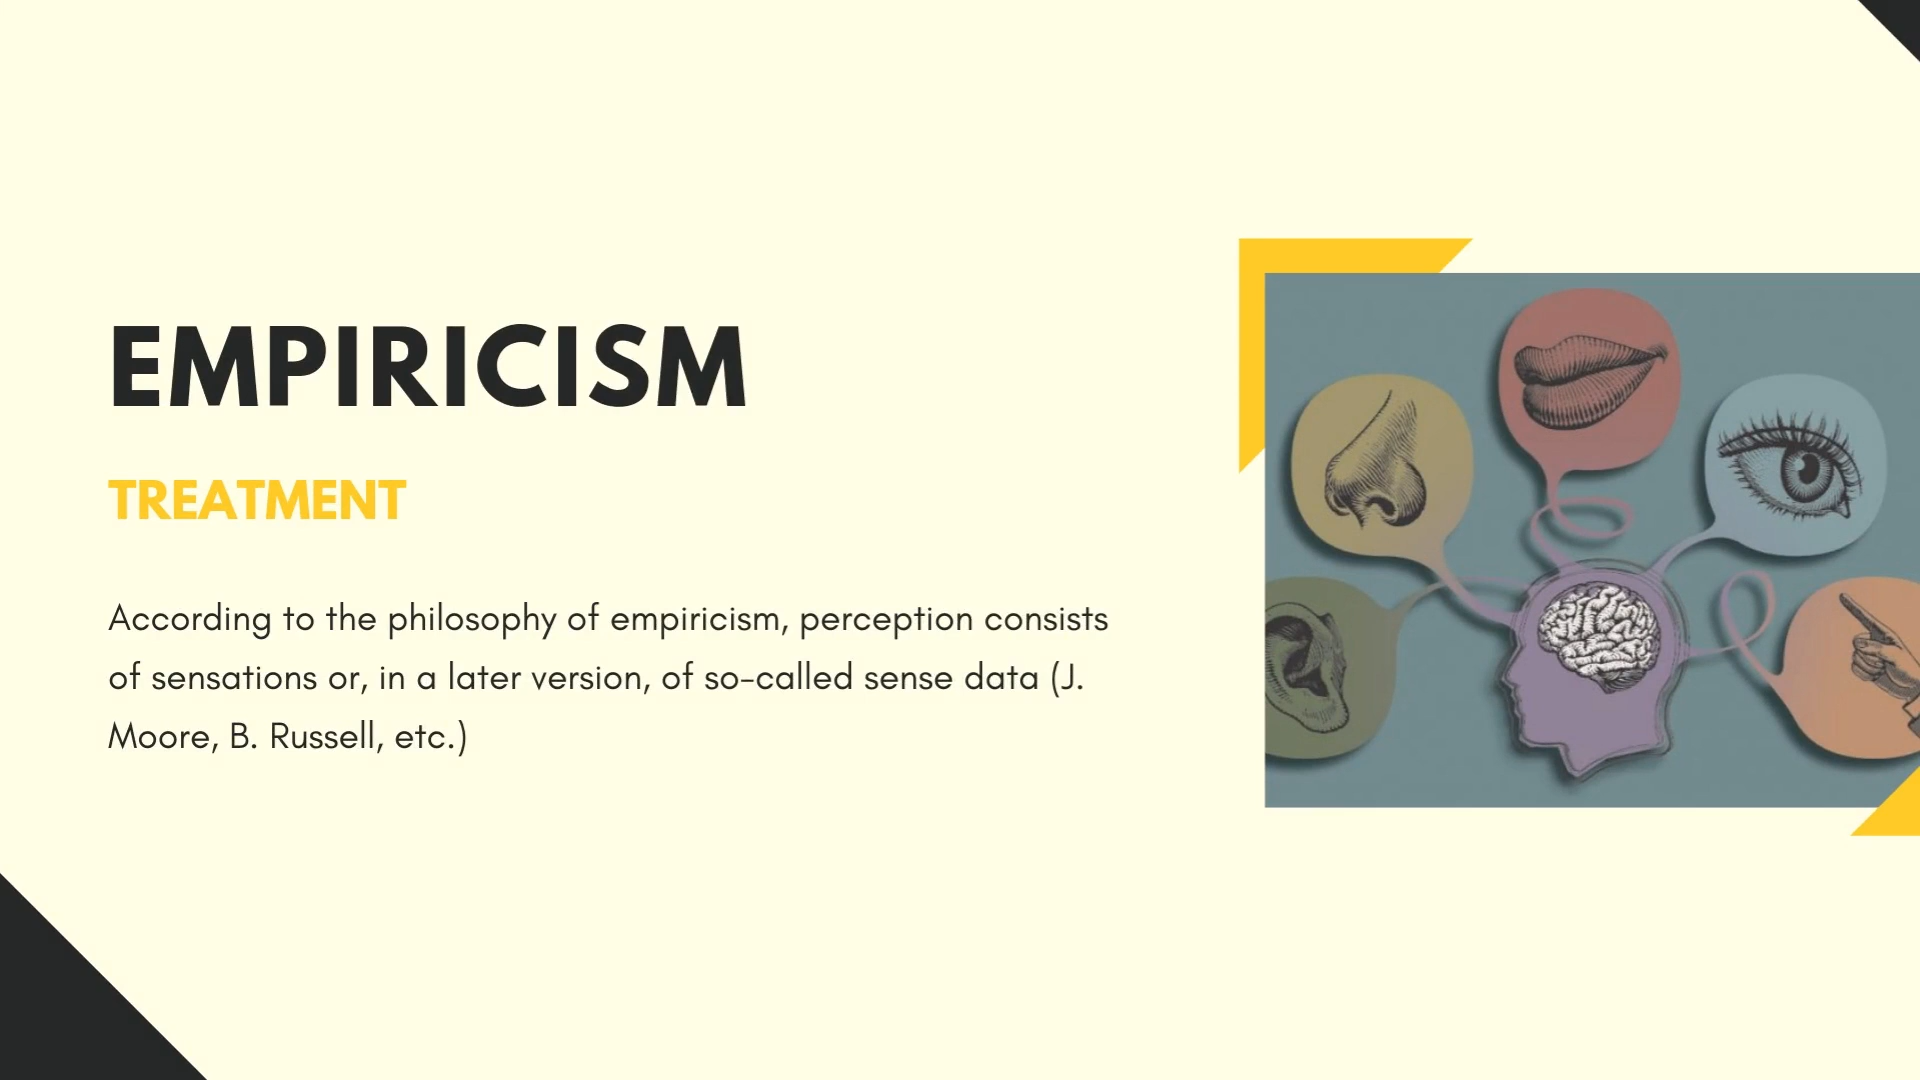 EMPIRICISM
TREATMENT
According to the philosophy of empiricism, perception consists
of sensations or, in a later version, of so-called sense data (J.
Moore, B. Russell, etc.)